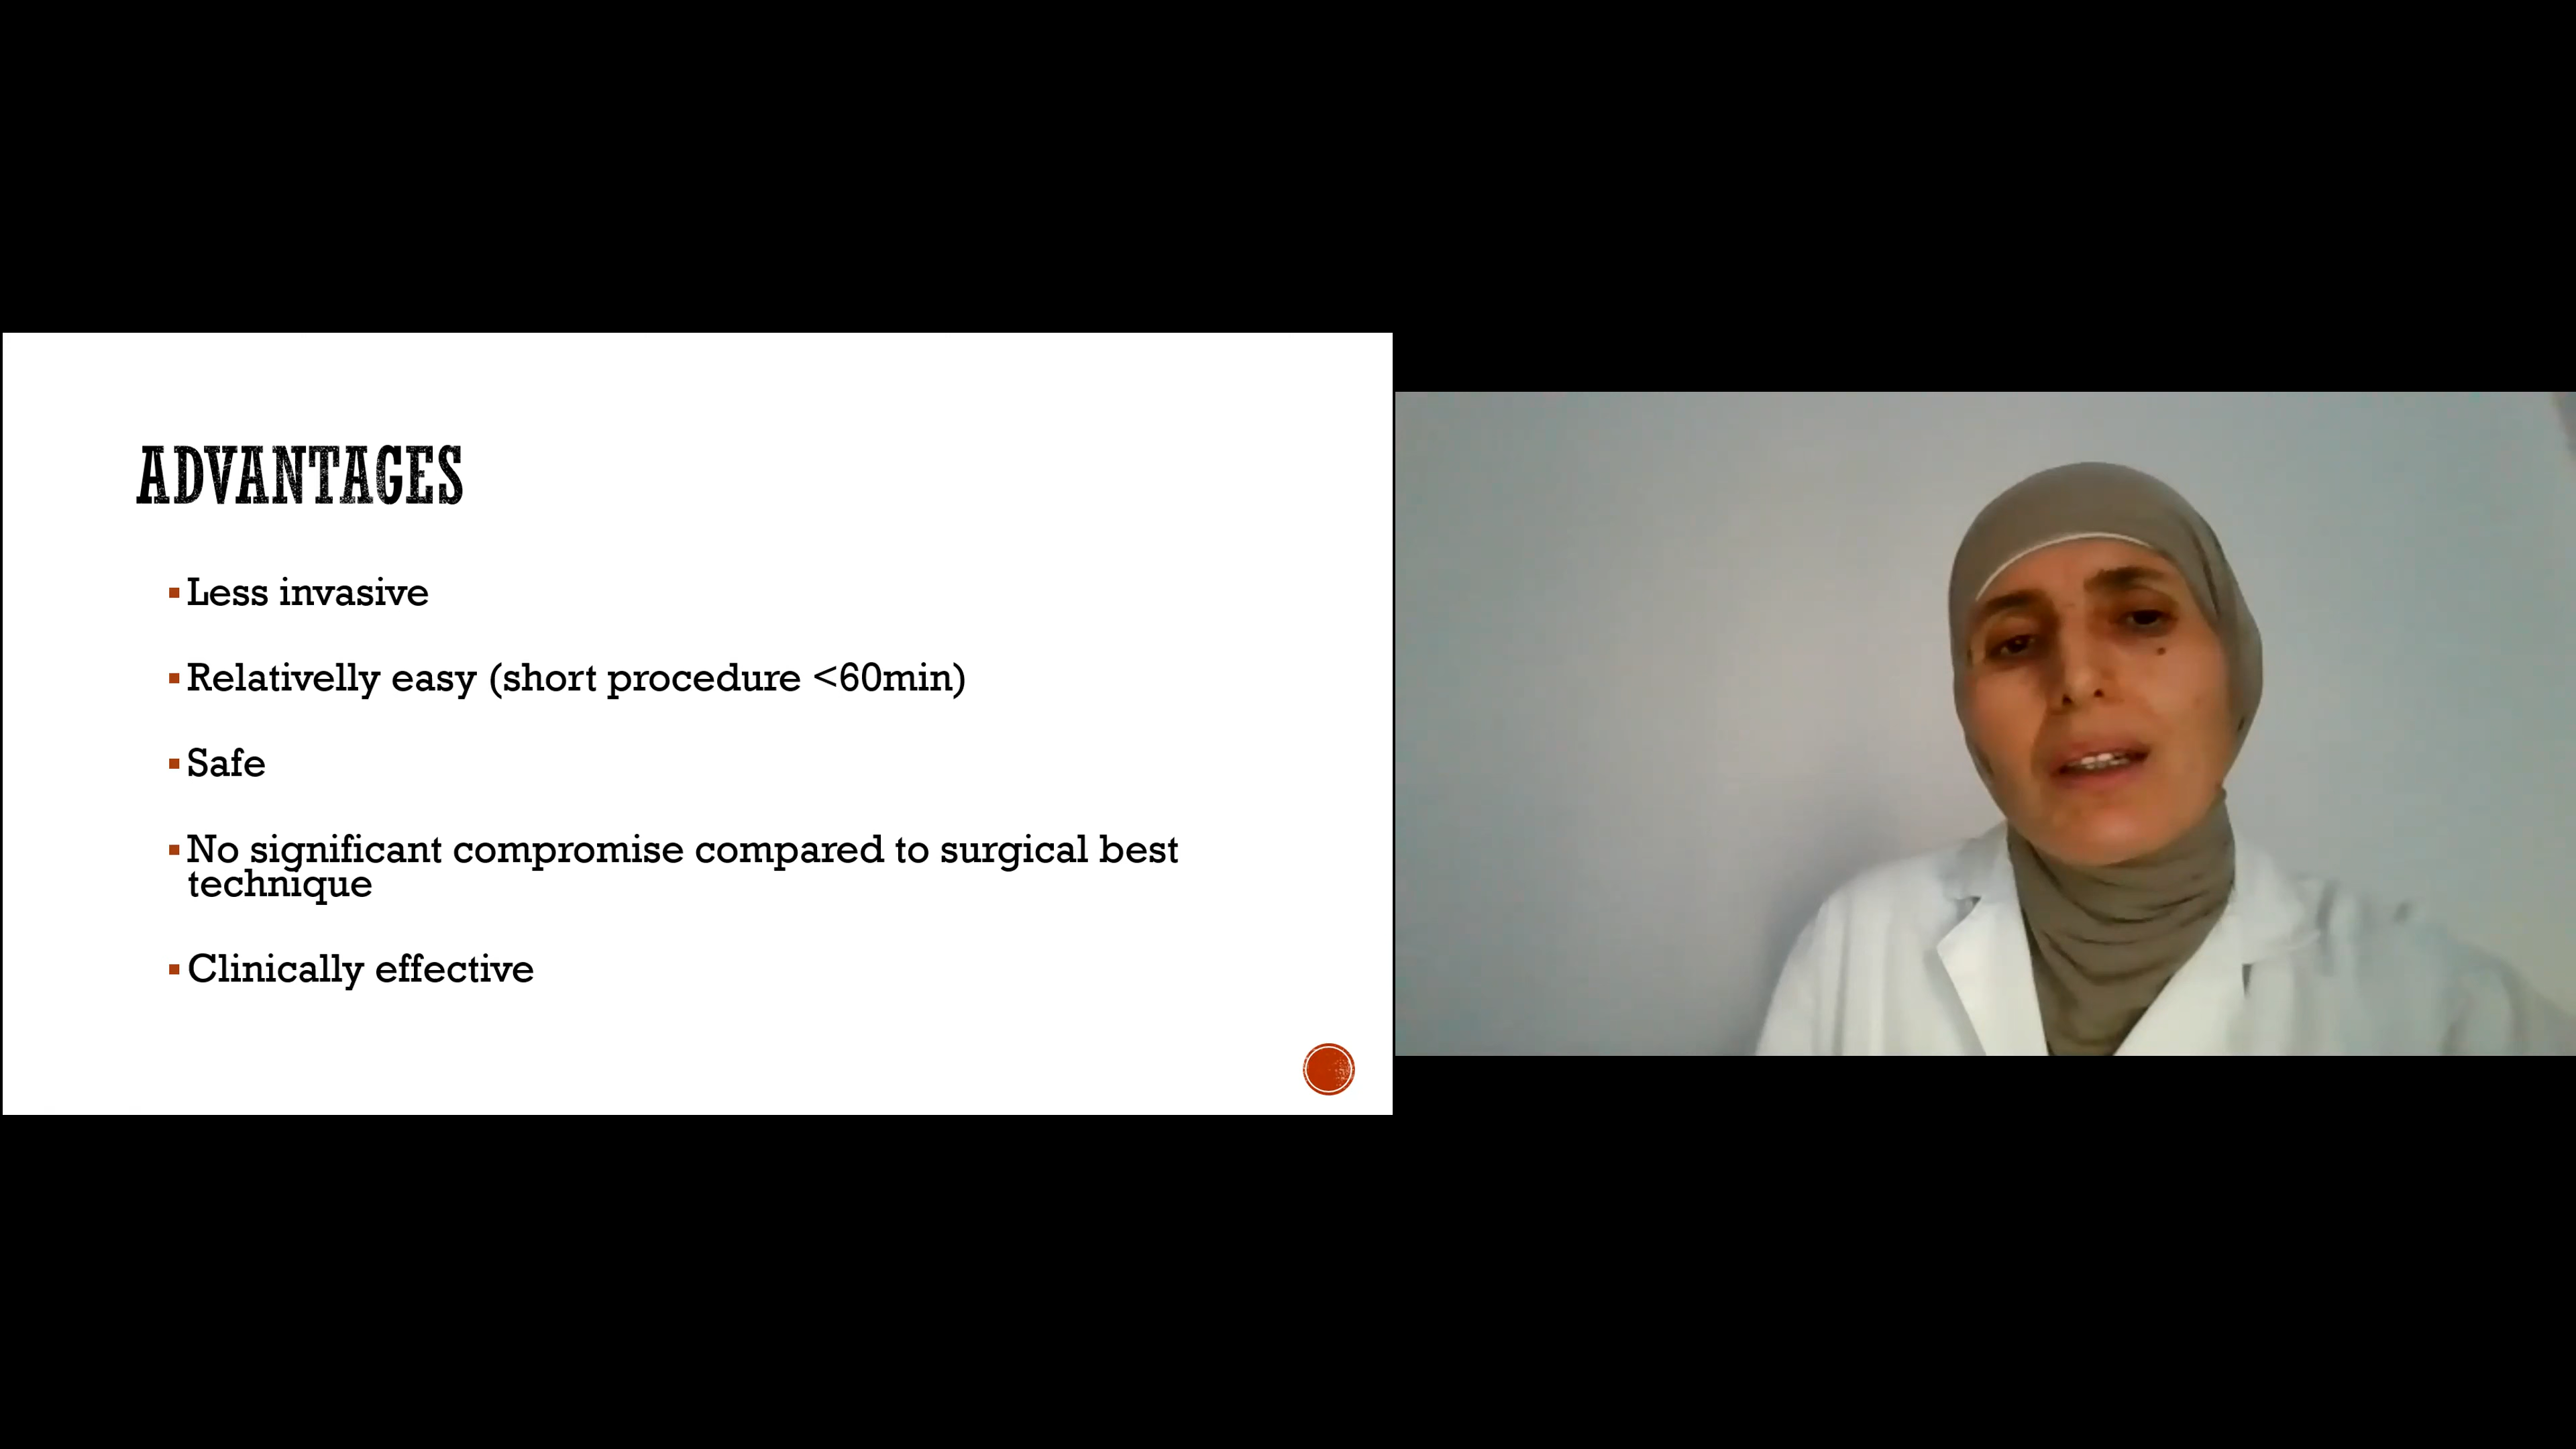 ADVANTAGES
▪Less invasive
▪Relativelly easy (short procedure <60min)
▪Safe
▪No significant compromise compared to surgical best
technique
▪Clinically effective